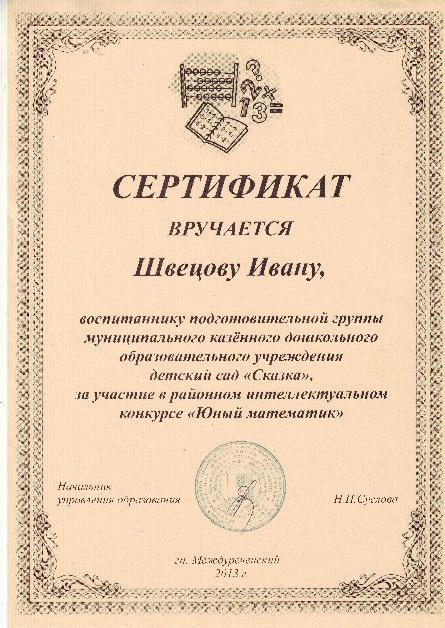 СЕРТИФИКАТ
ВРУЧАЕТСЯ
Швецову Ивану,
воспитаннику подготовительной группы
муниципального казённого дошкольного
образовательного учреждения
детский сад «Сказка»,
за участие в районном интеллектуальном
конкурсе «Юный математик»
Начальник
управления образования
Н.И.Суслова
гп. Междуреченский
2013 г